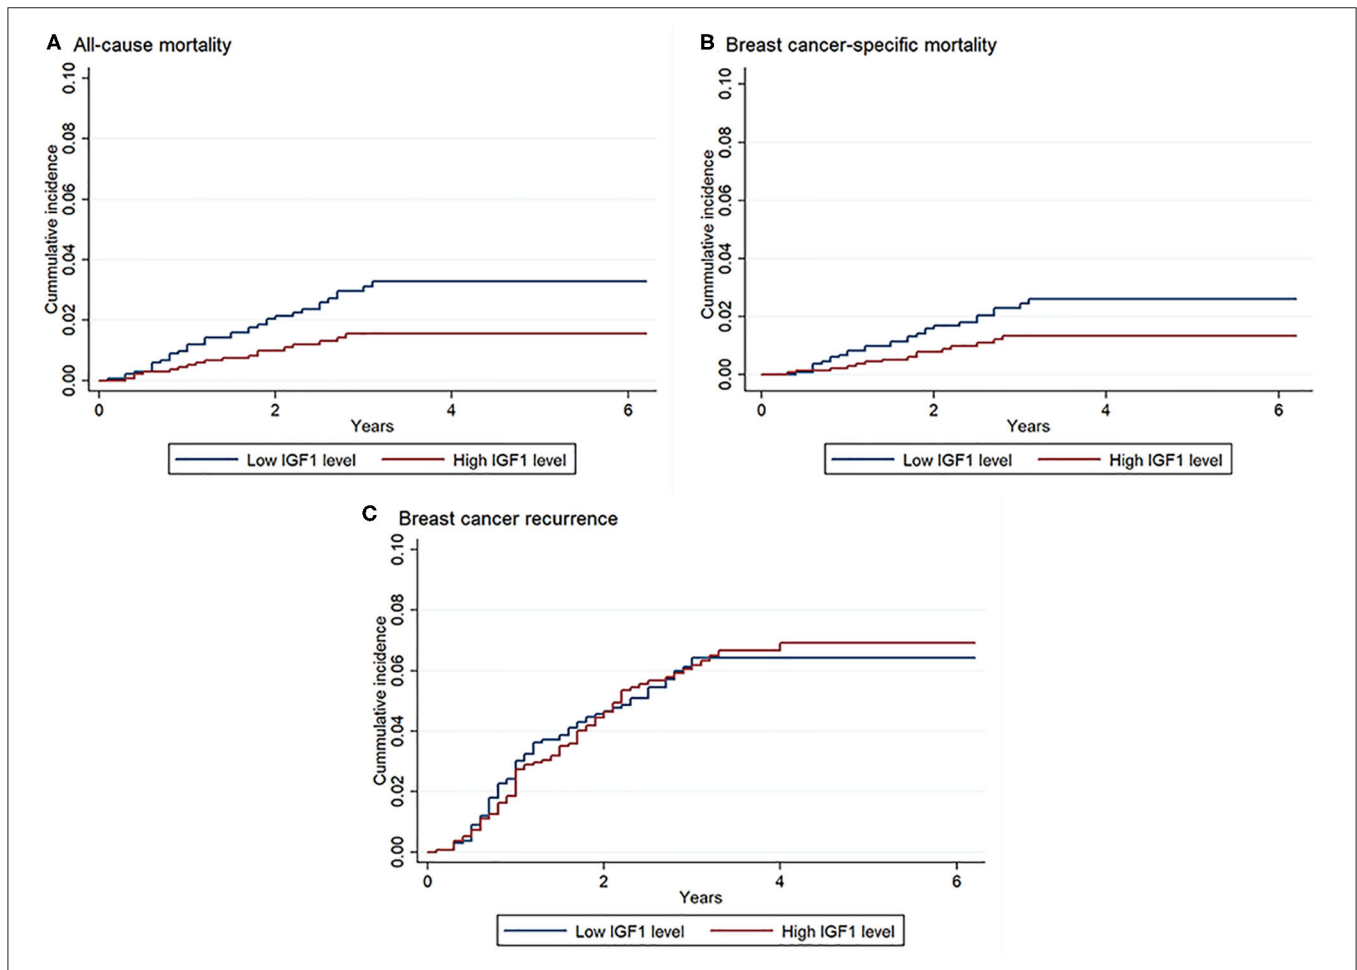 A All-cause mortality
Cummulative incidence
0.10
0.08
0.06
0.04
0.02
0.00
0 2 4 6
Years
Low IGF1 level High IGF1 level
B Breast cancer-specific mortality
Cummulative incidence
0.10
0.08
0.06
0.04
0.02
0.00
0 2 4 6
Years
Low IGF1 level High IGF1 level
C Breast cancer recurrence
Cummulative incidence
0.10
0.08
0.06
0.04
0.02
0.00
0 2 4 6
Years
Low IGF1 level High IGF1 level